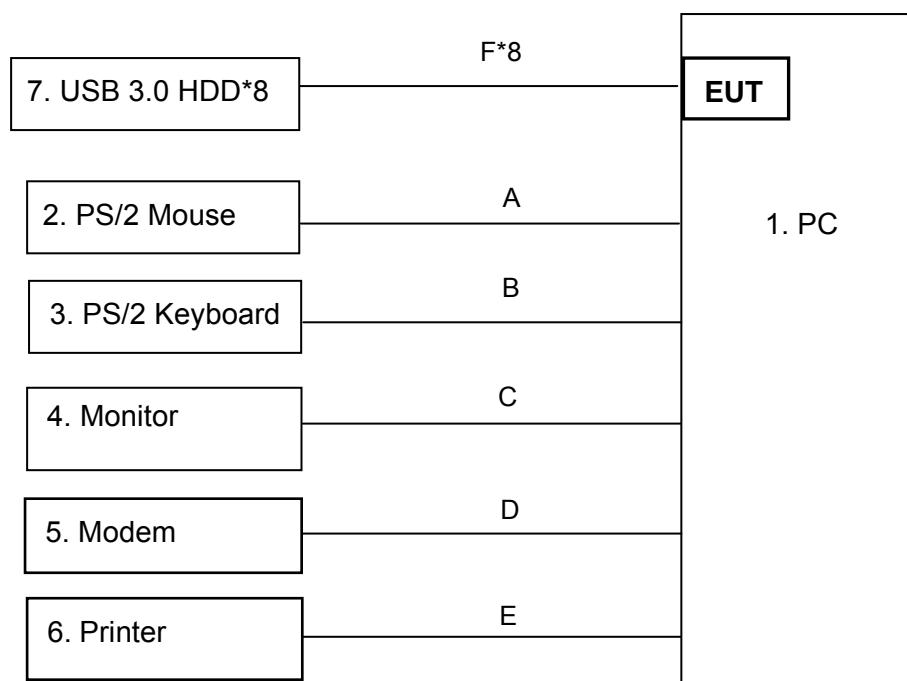 F*8
7. USB 3.0 HDD*8
EUT
A
2. PS/2 Mouse
1. PC
B
3. PS/2 Keyboard
C
4. Monitor
D
5. Modem
E
6. Printer